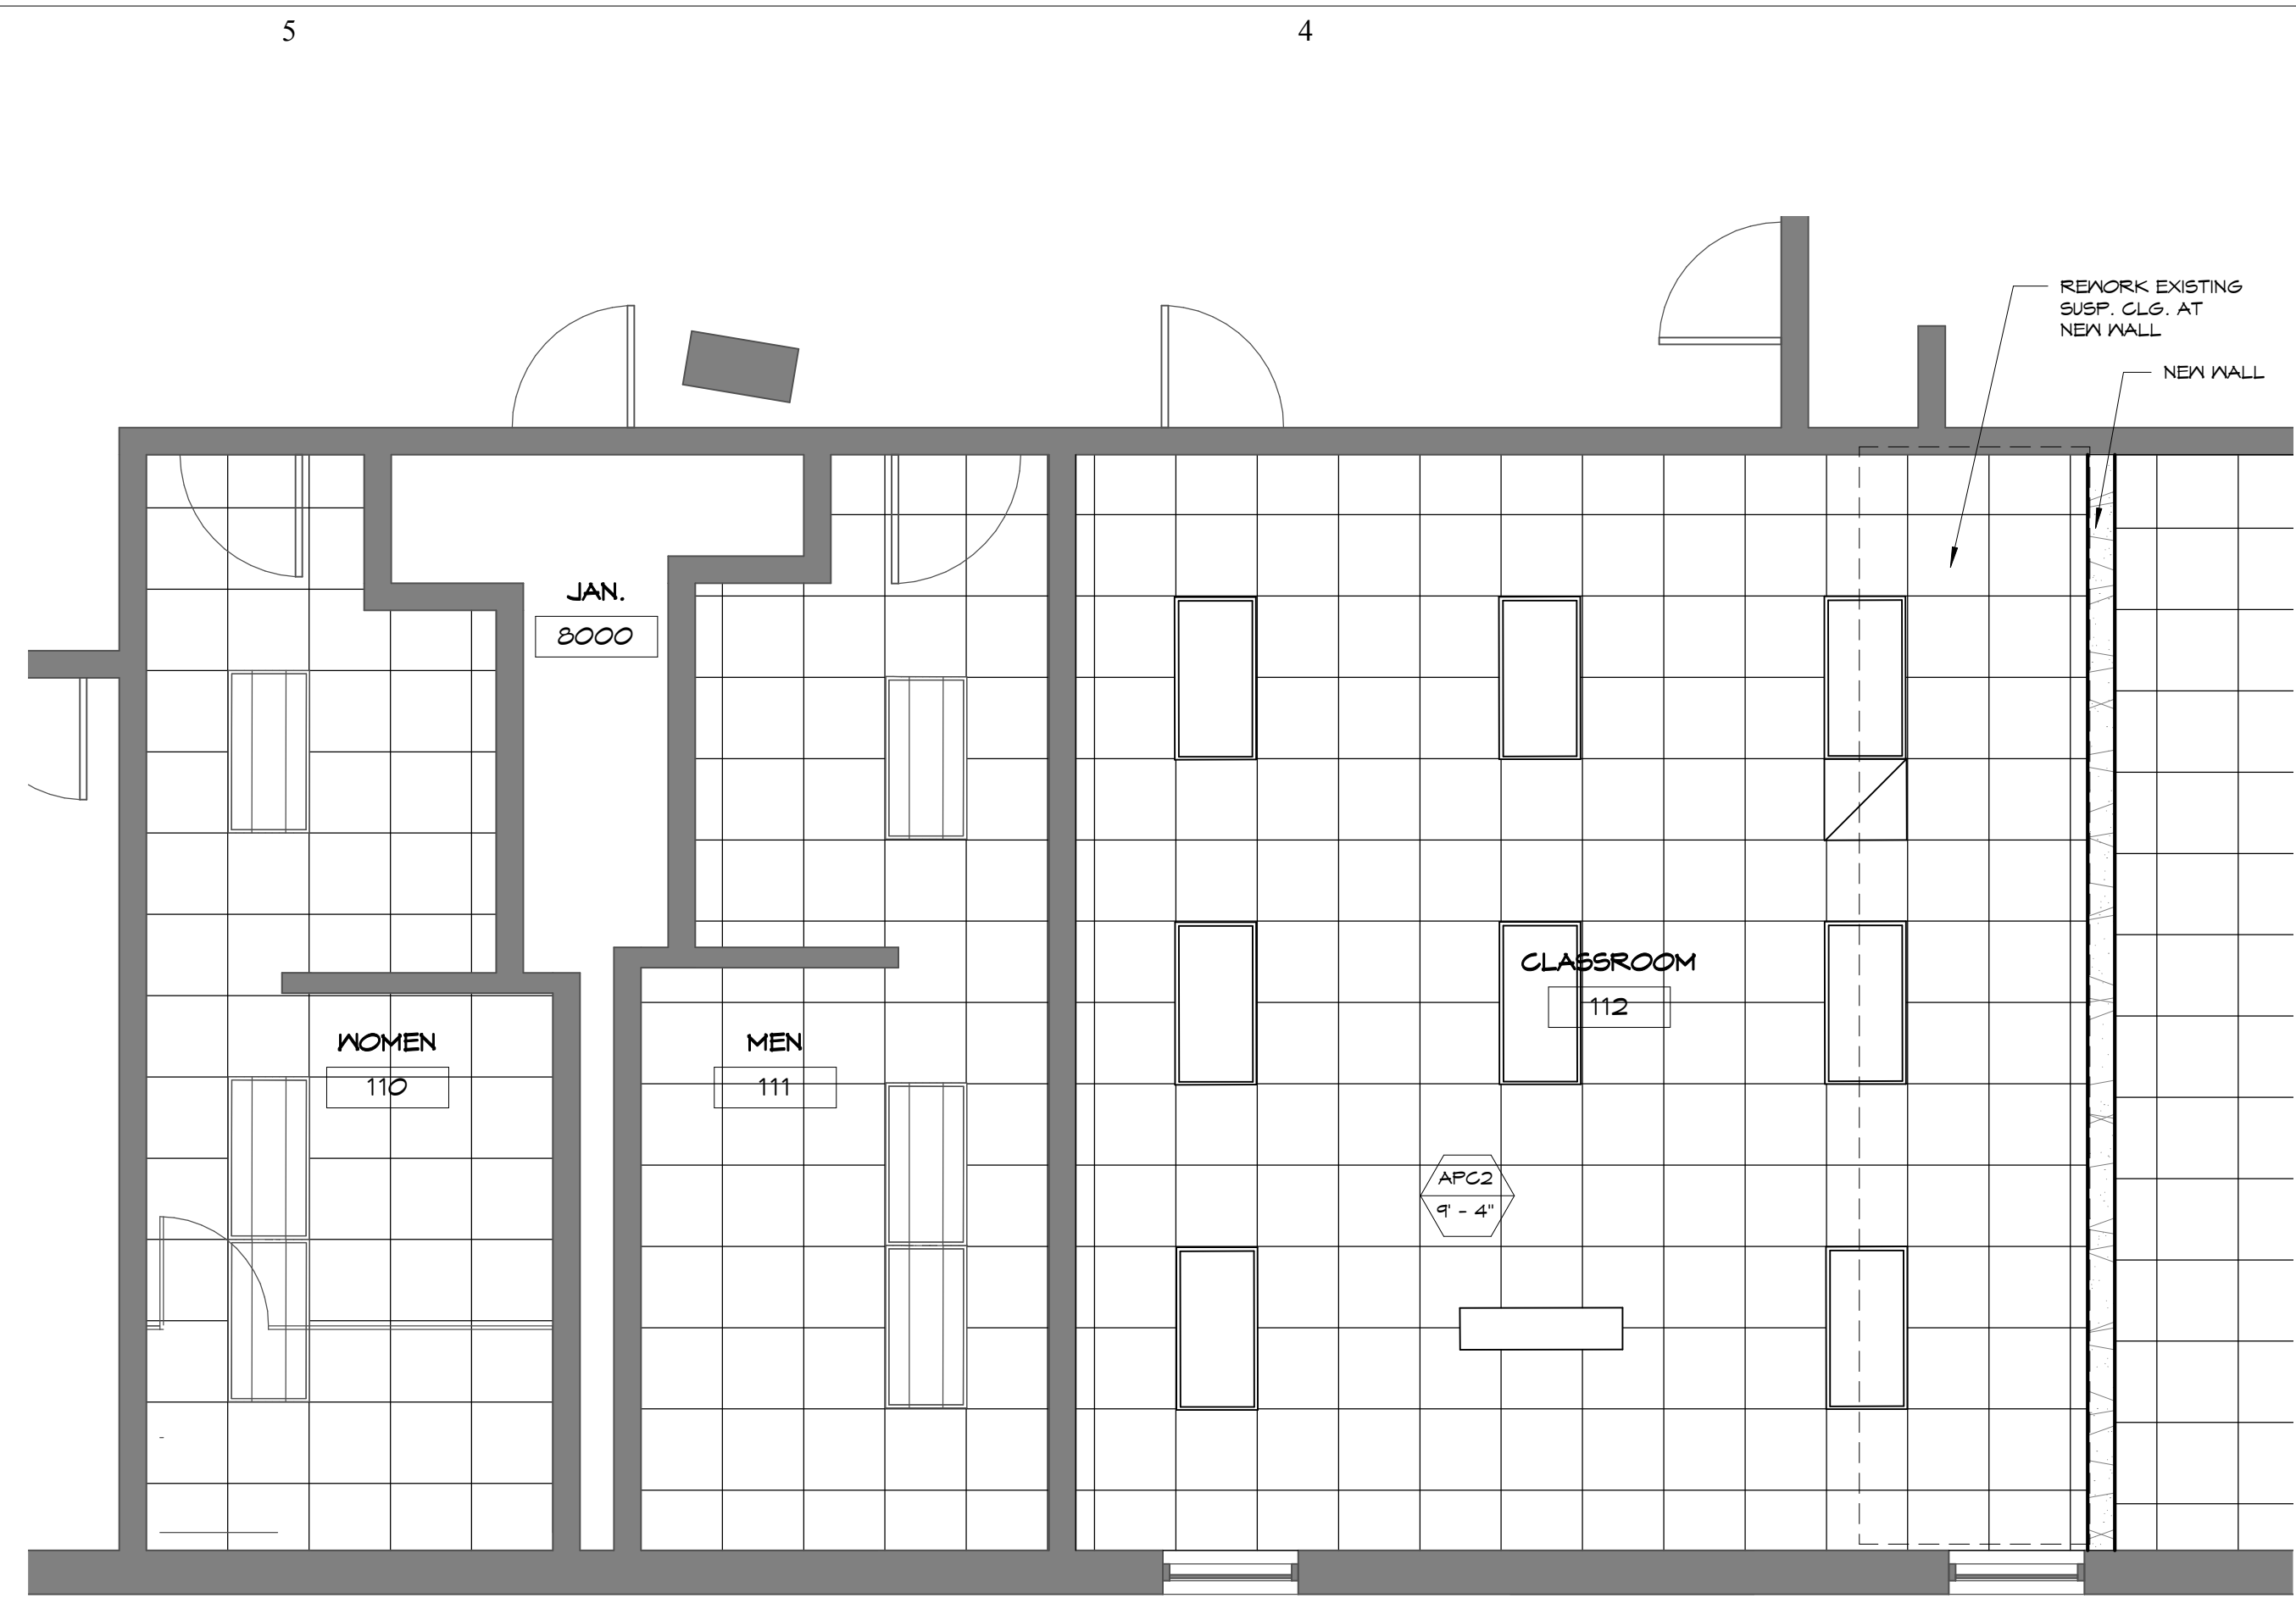 5
4
REWORK EXISTING
SUSP. CLG. AT
NEW WALL
NEW WALL
JAN.
8000
CLASSROOM
112
WOMEN
110
MEN
111
APC2
9' - 4"